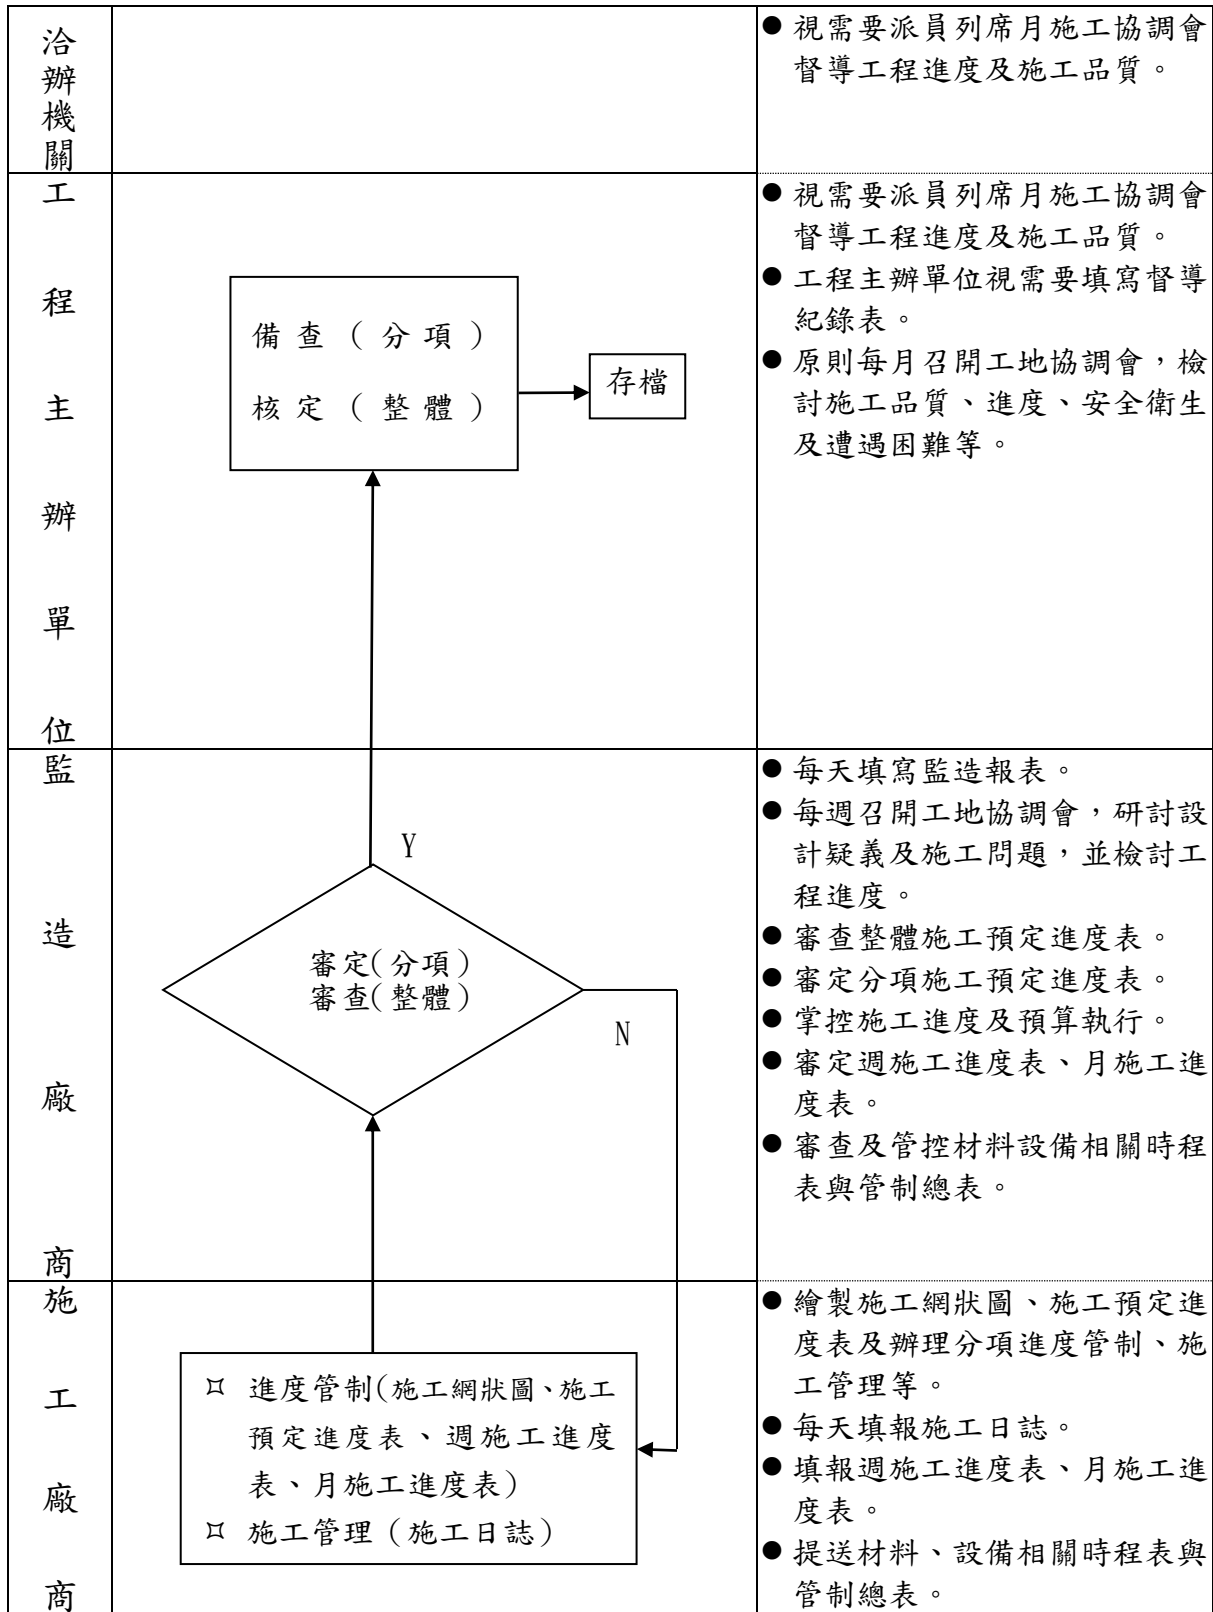 洽辦機關
● 視需要派員列席月施工協調會
督導工程進度及施工品質。
工程主辦單位
備查（分項）
核定（整體）
存檔
● 視需要派員列席月施工協調會
督導工程進度及施工品質。
● 工程主辦單位視需要填寫督導
紀錄表。
● 原則每月召開工地協調會，檢
討施工品質、進度、安全衛生
及遭遇困難等。
監造廠商
Y
審定(分項)
審查(整體)
N
● 每天填寫監造報表。
● 每週召開工地協調會，研討設
計疑義及施工問題，並檢討工
程進度。
● 審查整體施工預定進度表。
● 審定分項施工預定進度表。
● 掌控施工進度及預算執行。
● 審定週施工進度表、月施工進
度表。
● 審查及管控材料設備相關時程
表與管制總表。
施工廠商
¤ 進度管制(施工網狀圖、施工
預定進度表、週施工進度
表、月施工進度表)
¤ 施工管理（施工日誌）
● 繪製施工網狀圖、施工預定進
度表及辦理分項進度管制、施
工管理等。
● 每天填報施工日誌。
● 填報週施工進度表、月施工進
度表。
● 提送材料、設備相關時程表與
管制總表。